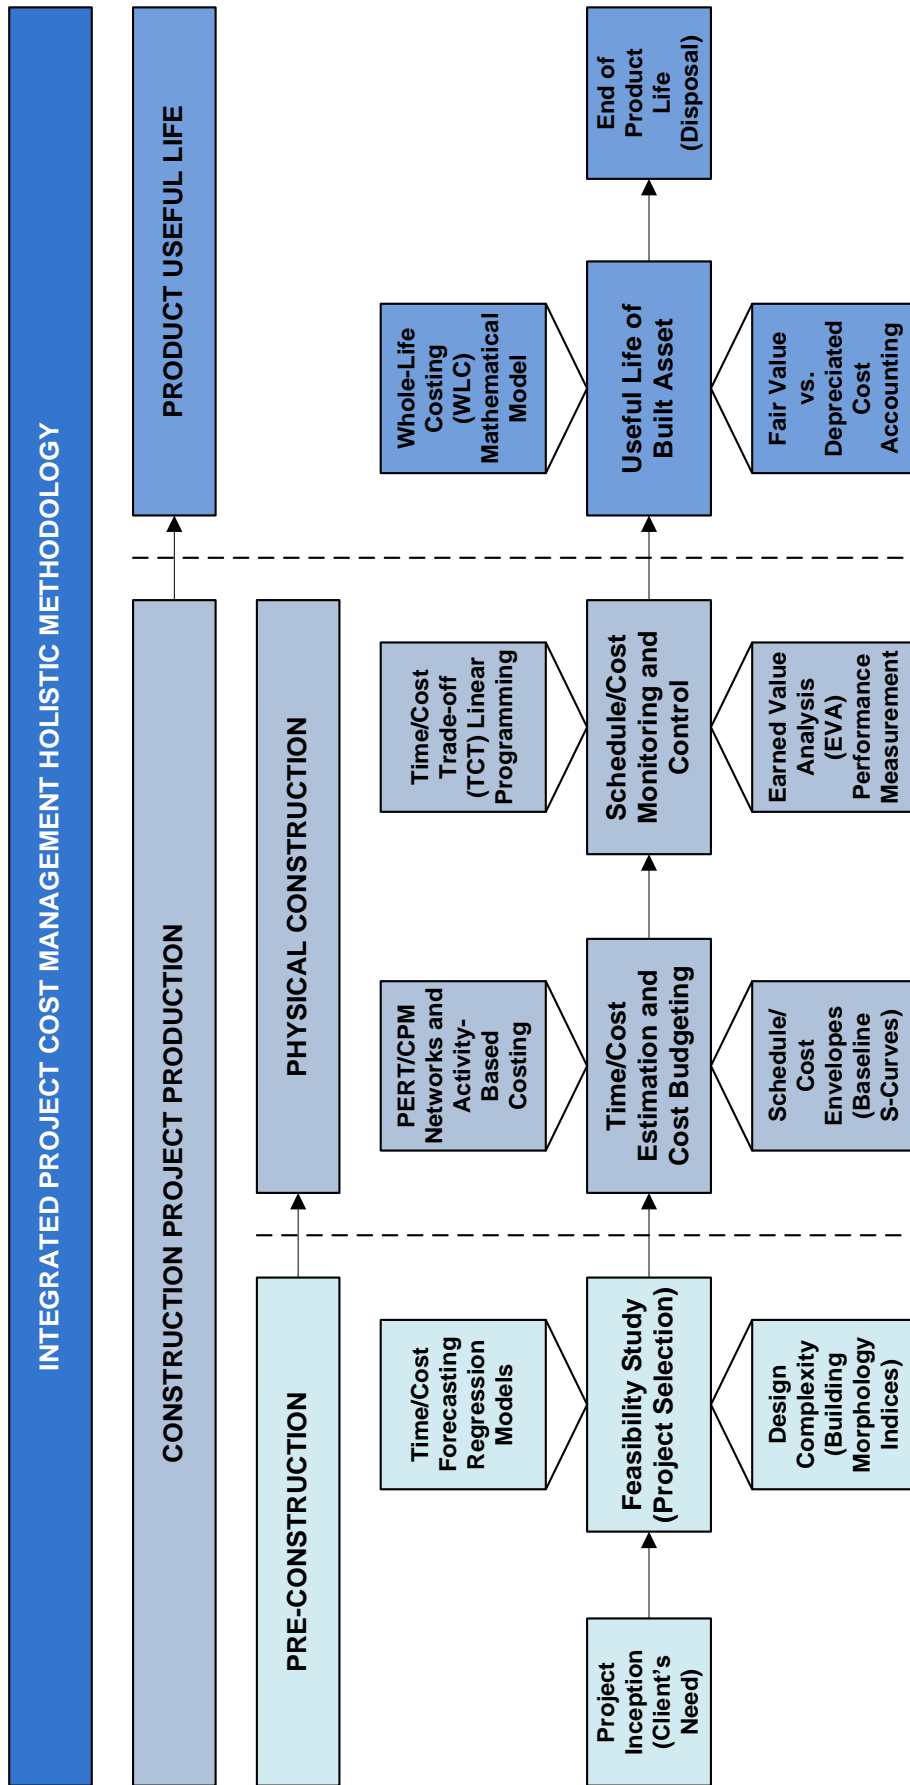 INTEGRATED PROJECT COST MANAGEMENT HOLISTIC METHODOLOGY
CONSTRUCTION PROJECT PRODUCTION
PRODUCT USEFUL LIFE
PRE-CONSTRUCTION
PHYSICAL CONSTRUCTION
Time/Cost
Forecasting
Regression
Models
PERT/CPM
Networks and
Activity-
Based
Costing
Time/Cost
Trade-off
(TCT) Linear
Programming
Whole-Life
Costing
(WLC)
Mathematical
Model
Project
Inception
(Client's
Need)
Feasibility Study
(Project Selection)
Time/Cost
Estimation and
Cost Budgeting
Schedule/Cost
Monitoring and
Control
Useful Life of
Built Asset
End of
Product
Life
(Disposal)
Design
Complexity
(Building
Morphology
Indices)
Schedule/
Cost
Envelopes
(Baseline
S-Curves)
Earned Value
Analysis
(EVA)
Performance
Measurement
Fair Value
vs.
Depreciated
Cost
Accounting